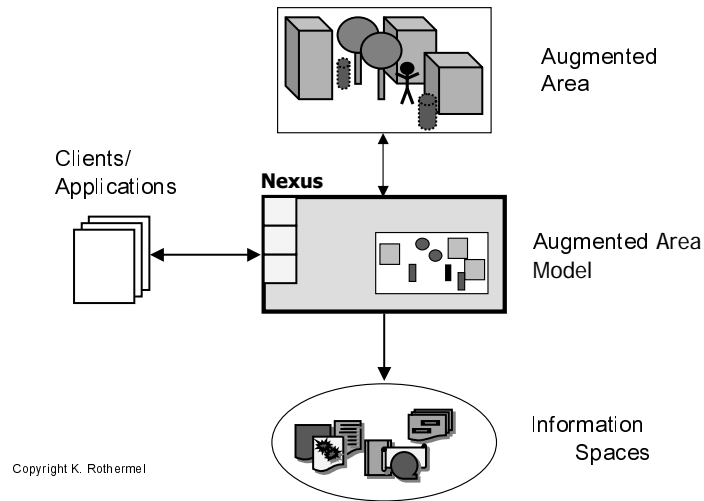 Augmented
Area
Clients/
Applications
Nexus
Augmented Area
Model
Information
Spaces
Copyright K. Rothermel